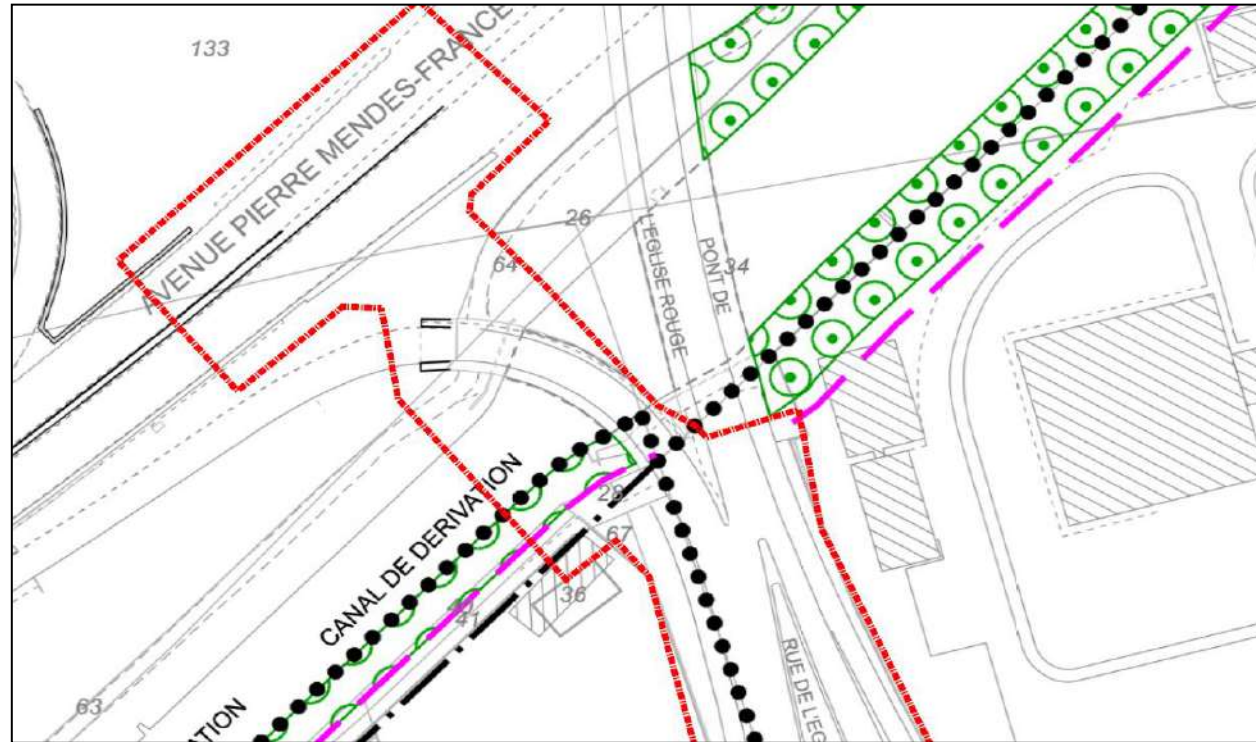 133
AVENUE PIERRE MENDES-FRANCE
26
L'EGLISE ROUGE
PONT DE
34
64
CANAL DE DERIVATION
28
67
36
40
41
63
ATION
RUE DE L'EG